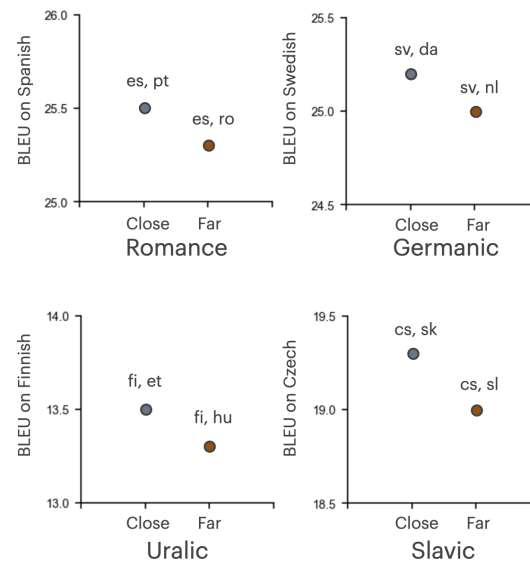 BLEU on Spanish
26.0
25.5
25.0
es, pt
es, ro
Close Far
Romance
BLEU on Swedish
25.5
25.0
24.5
sv, da
sv, nl
Close Far
Germanic
BLEU on Finnish
14.0
13.5
13.0
fi, et
fi, hu
Close Far
Uralic
BLEU on Czech
19.5
19.0
18.5
cs, sk
cs, sl
Close Far
Slavic